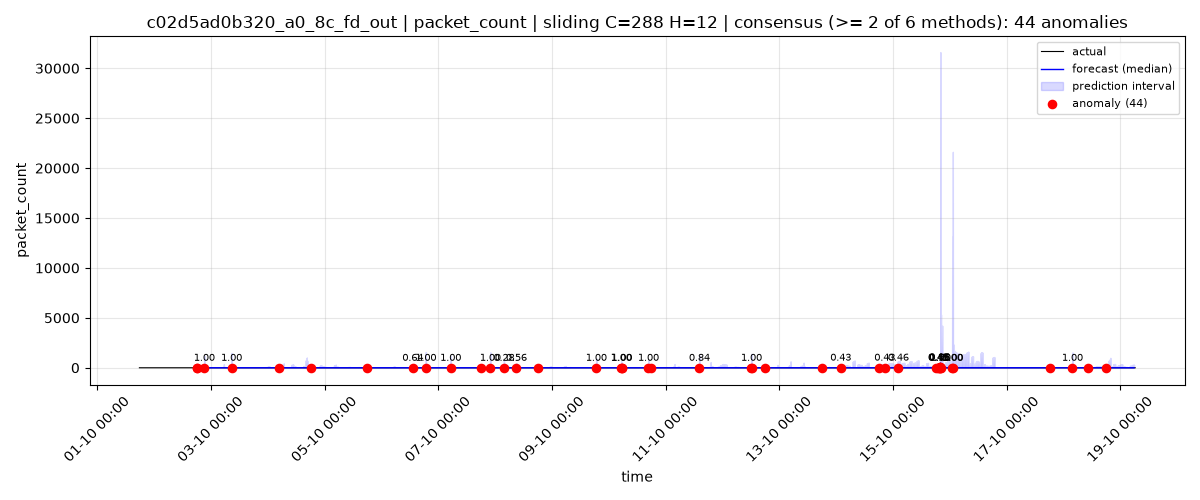 c02d5ad0b320_a0_8c_fd_out | packet_count | sliding C=288 H=12 | consensus (>= 2 of 6 methods): 44 anomalies
actual
forecast (median)
prediction interval
anomaly (44)
packet_count
30000
25000
20000
15000
10000
5000
0
1.00 1.00 1.00 1.00 1.00 1.00 1.00 0.84 1.00 0.43 1.00
01-10 00:00
03-10 00:00
05-10 00:00
07-10 00:00
09-10 00:00
11-10 00:00
13-10 00:00
15-10 00:00
17-10 00:00
19-10 00:00
time